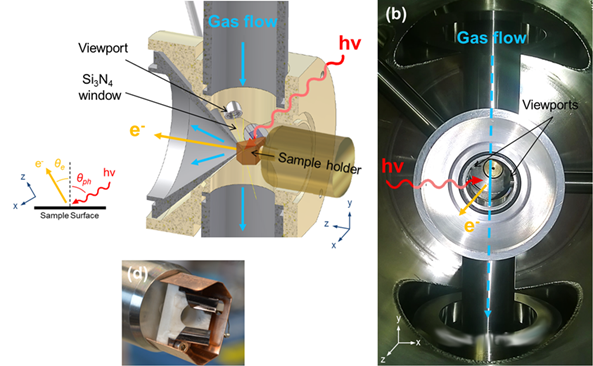 Gas flow
hν
Viewport
Si₃N₄
window
e⁻
Sample holder
y
z
x
e⁻
θₑ
θₚₕ
hν
z
x
Sample Surface
(d)
(b)
Gas flow
Viewports
hν
e⁻
y
x
z